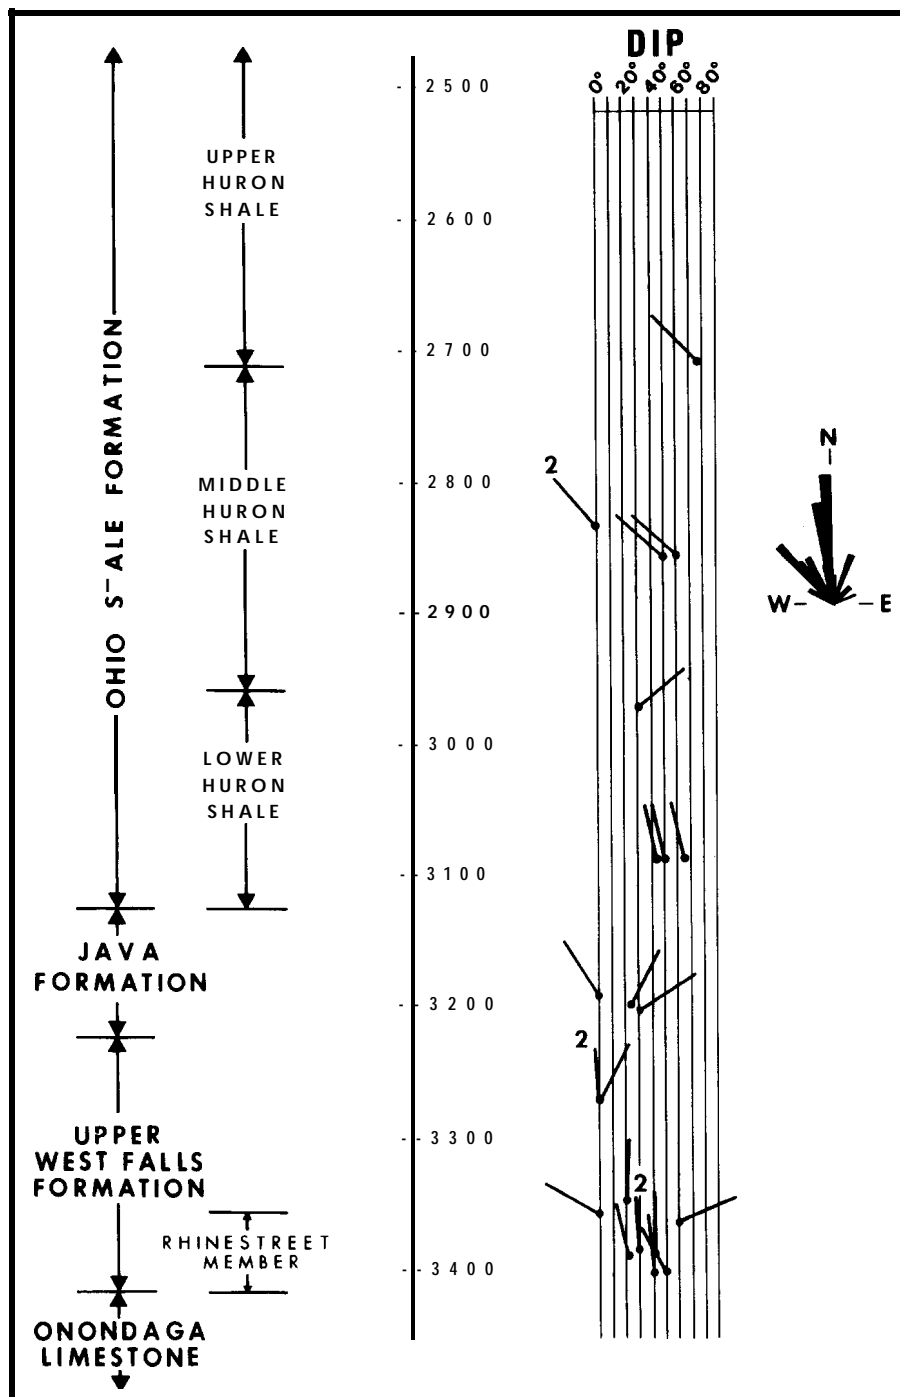 DIP
0° 20° 40° 60° 80°
2500
UPPER
HURON
SHALE
2600
2700
OHIO S ALE FORMATION
2
2800
MIDDLE
HURON
SHALE
N
W E
2900
3000
LOWER
HURON
SHALE
3100
JAVA
FORMATION
3200
2
UPPER
WEST FALLS
FORMATION
3300
2
RHINESTREET
MEMBER
3400
ONONDAGA
LIMESTONE